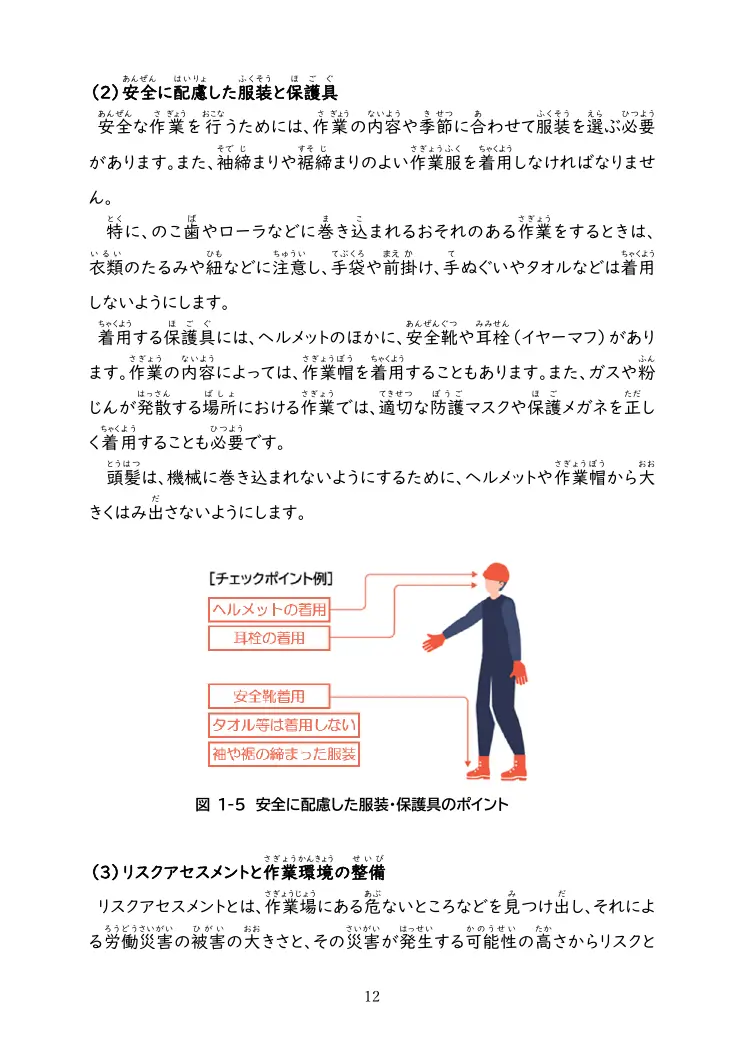 （2）安全に配慮した服装と保護具
安全な作業を行うためには、作業の内容や季節に合わせて服装を選ぶ必要
があります。また、袖締まりや裾締まりのよい作業服を着用しなければなりませ
ん。
特に、のこ歯やローラなどに巻き込まれるおそれのある作業をするときは、
衣類のたるみや紐などに注意し、手袋や前掛け、手ぬぐいやタオルなどは着用
しないようにします。
着用する保護具には、ヘルメットのほかに、安全靴や耳栓（イヤーマフ）があり
ます。作業の内容によっては、作業帽を着用することもあります。また、ガスや粉
じんが発散する場所における作業では、適切な防護マスクや保護メガネを正し
く着用することも必要です。
頭髪は、機械に巻き込まれないようにするために、ヘルメットや作業帽から大
きくはみ出さないようにします。
［チェックポイント例］
ヘルメットの着用
耳栓の着用
安全靴着用
タオル等は着用しない
袖や裾の締まった服装
図 1-5 安全に配慮した服装・保護具のポイント
（3）リスクアセスメントと作業環境の整備
リスクアセスメントとは、作業場にある危ないところなどを見つけ出し、それによ
る労働災害の被害の大きさと、その災害が発生する可能性の高さからリスクと
12